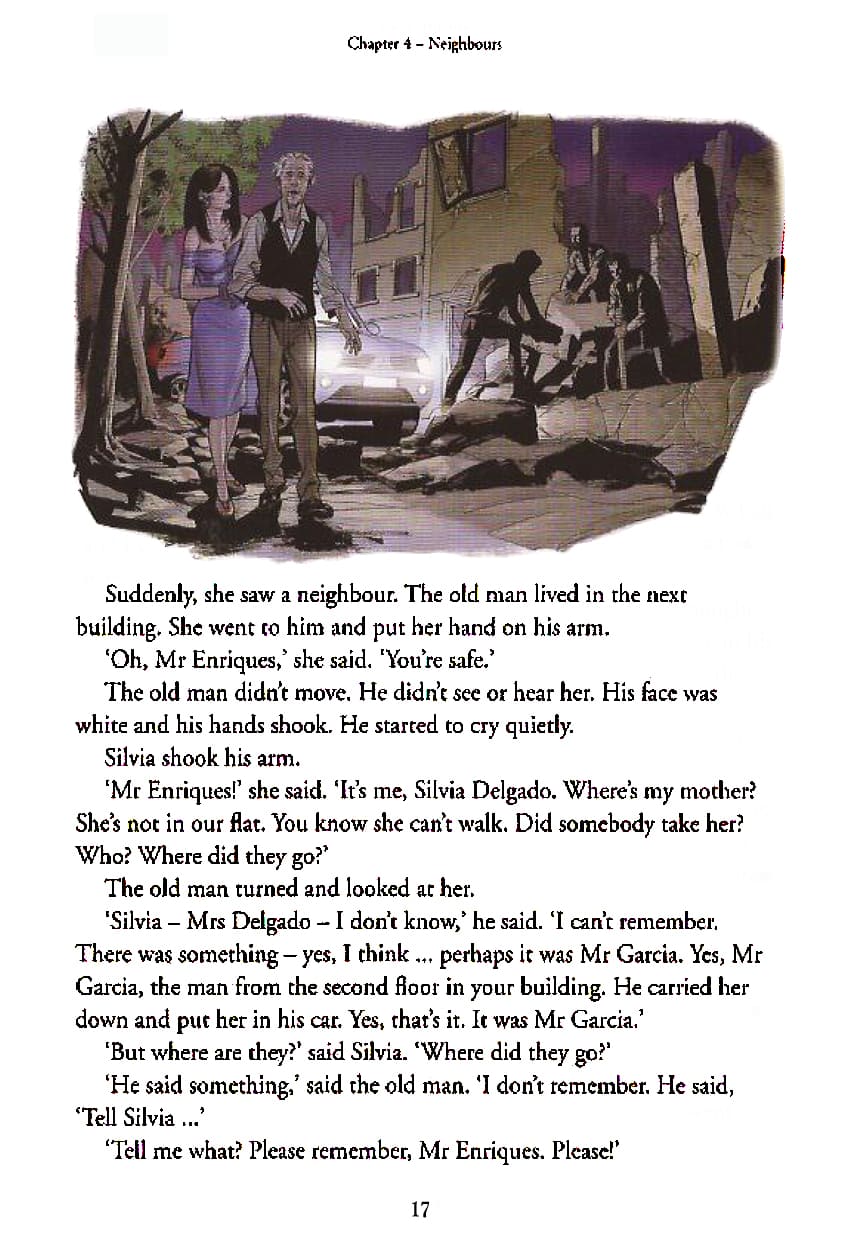 Chapter 4 – Neighbours
Suddenly, she saw a neighbour. The old man lived in the next
building. She went to him and put her hand on his arm.
‘Oh, Mr Enriques,’ she said. ‘You’re safe.’
The old man didn’t move. He didn’t see or hear her. His face was
white and his hands shook. He started to cry quietly.
Silvia shook his arm.
‘Mr Enriques!’ she said. ‘It’s me, Silvia Delgado. Where’s my mother?
She’s not in our flat. You know she can’t walk. Did somebody take her?
Who? Where did they go?’
The old man turned and looked at her.
‘Silvia – Mrs Delgado – I don’t know,’ he said. ‘I can’t remember.
There was something – yes, I think ... perhaps it was Mr Garcia. Yes, Mr
Garcia, the man from the second floor in your building. He carried her
down and put her in his car. Yes, that’s it. It was Mr Garcia.’
‘But where are they?’ said Silvia. ‘Where did they go?’
‘He said something,’ said the old man. ‘I don’t remember. He said,
‘Tell Silvia ...’
‘Tell me what? Please remember, Mr Enriques. Please!’
17